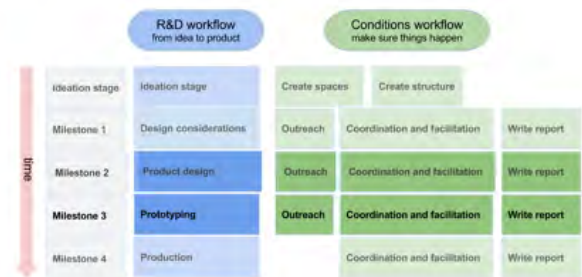 R&D workflow
from idea to product
Conditions workflow
make sure things happen
Ideation stage Ideation stage Create spaces Create structure
Milestone 1 Design considerations Outreach Coordination and facilitation Write report
Milestone 2 Product design Outreach Coordination and facilitation Write report
Milestone 3 Prototyping Outreach Coordination and facilitation Write report
Milestone 4 Production Coordination and facilitation Write report
time